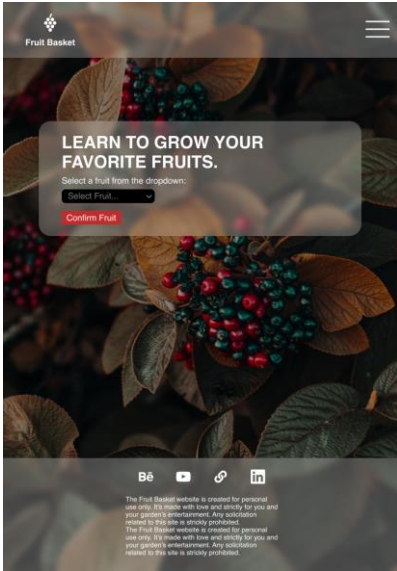 Fruit Basket
LEARN TO GROW YOUR
FAVORITE FRUITS.
Select a fruit from the dropdown:
Select Fruit...
Confirm Fruit
Bē
in
The Fruit Basket website is created for personal
use only. It's made with love and strictly for you and
your garden's entertainment. Any solicitation
related to this site is strickly prohibited.
The Fruit Basket website is created for personal
use only. It's made with love and strictly for you and
your garden's entertainment. Any solicitation
related to this site is strickly prohibited.